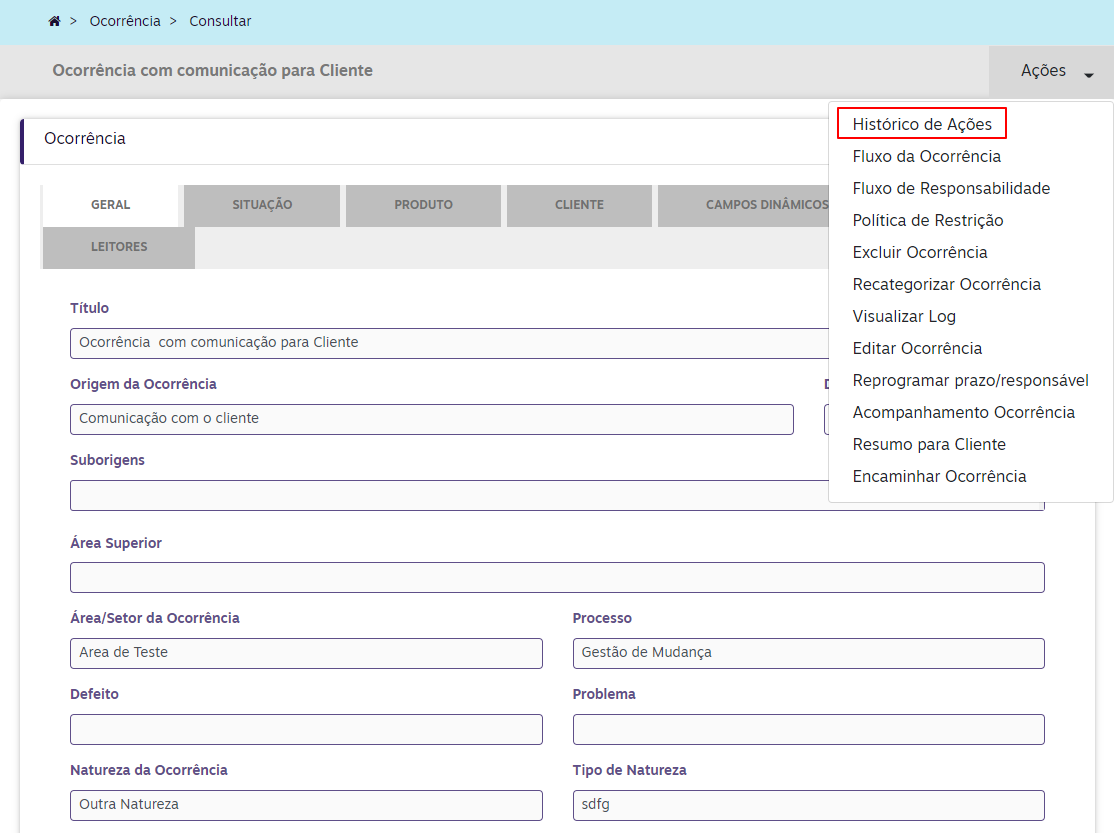 > Ocorrência > Consultar
Ocorrência com comunicação para Cliente
Ações
Histórico de Ações
Fluxo da Ocorrência
Fluxo de Responsabilidade
Política de Restrição
Excluir Ocorrência
Recategorizar Ocorrência
Visualizar Log
Editar Ocorrência
Reprogramar prazo/responsável
Acompanhamento Ocorrência
Resumo para Cliente
Encaminhar Ocorrência
Ocorrência
GERAL SITUAÇÃO PRODUTO CLIENTE CAMPOS DINÂMICOS
LEITORES
Título
Ocorrência  com comunicação para Cliente
Origem da Ocorrência
Comunicação com o cliente
Suborigens
Área Superior
Área/Setor da Ocorrência Processo
Area de Teste Gestão de Mudança
Defeito Problema
Natureza da Ocorrência Tipo de Natureza
Outra Natureza sdfg